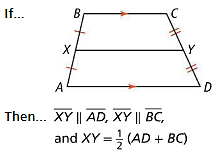 If...
B
C
X
Y
A
D
Then... XY ∥ AD, XY ∥ BC,
and XY = 1/2 (AD + BC)